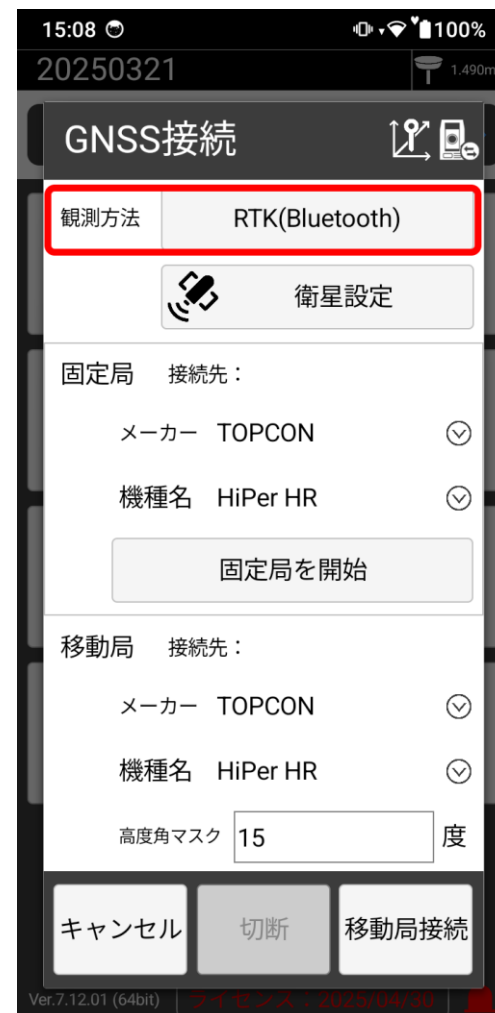 15:08 100%
20250321 1.490m
GNSS接続
観測方法 RTK(Bluetooth)
衛星設定
固定局 接続先：
メーカー TOPCON
機種名 HiPer HR
固定局を開始
移動局 接続先：
メーカー TOPCON
機種名 HiPer HR
高度角マスク 15 度
キャンセル 切断 移動局接続
Ver.7.12.01 (64bit) ライセンス：2025/04/30